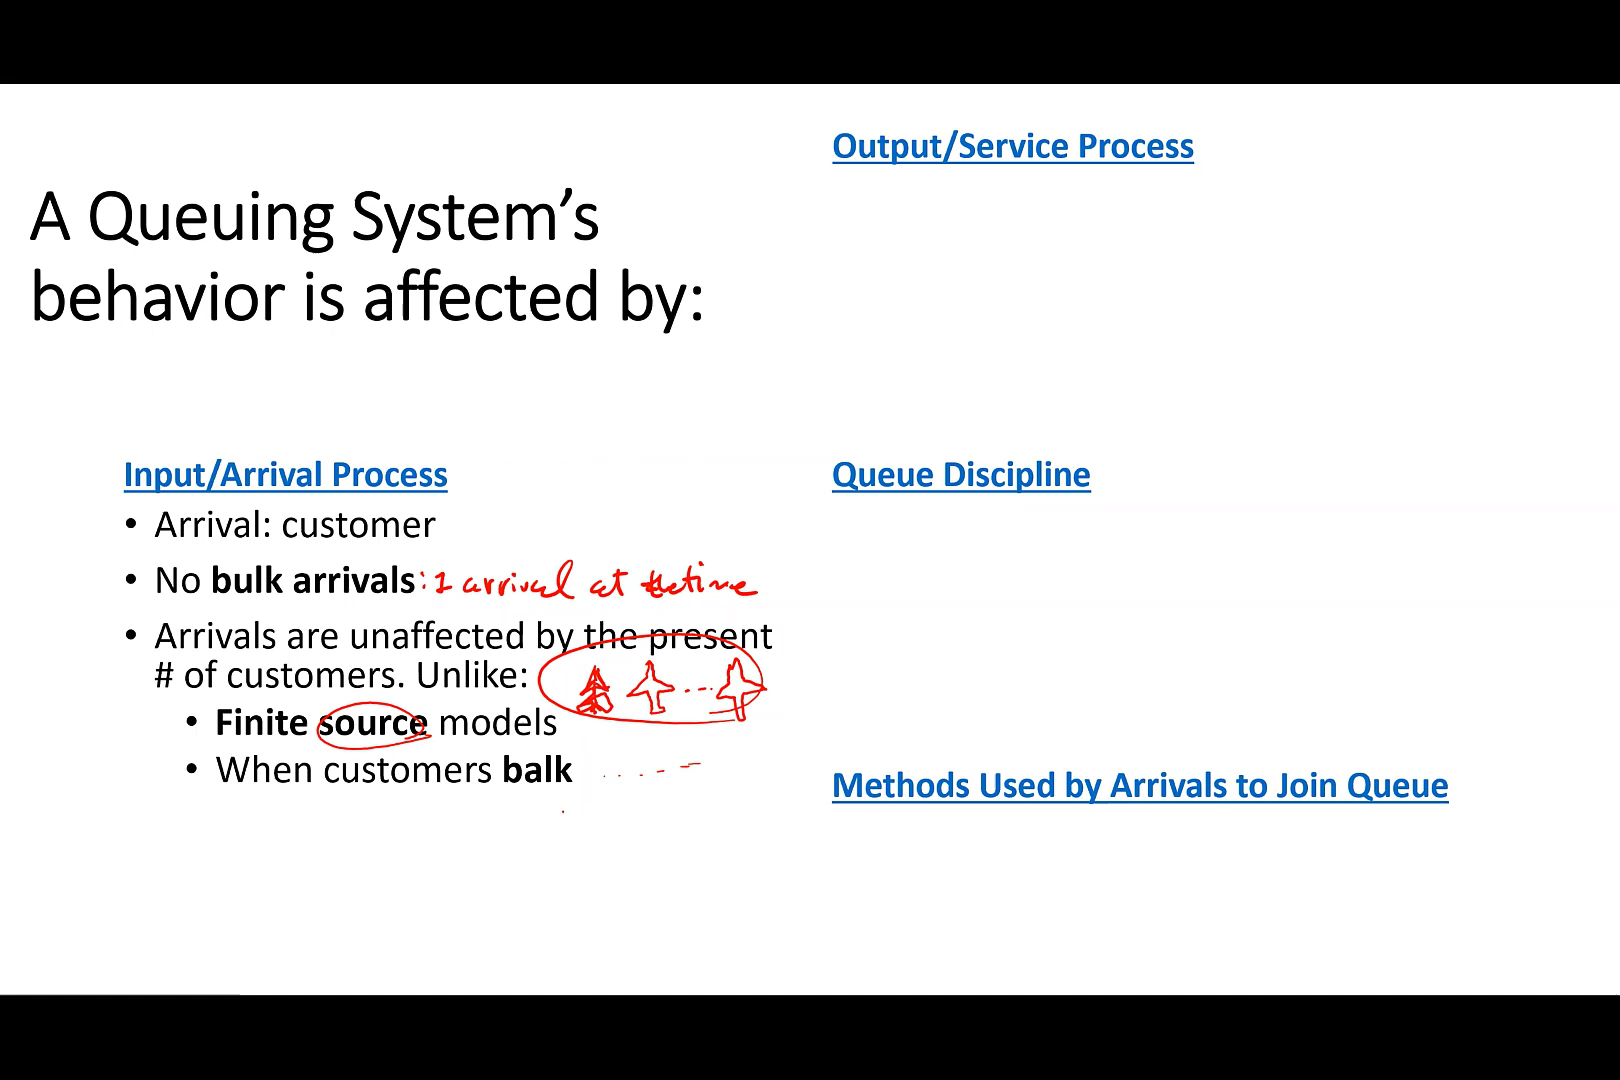 A Queuing System’s
behavior is affected by:
Input/Arrival Process
• Arrival: customer
• No bulk arrivals: 1 arrival at the time
• Arrivals are unaffected by the present
# of customers. Unlike:
• Finite source models
• When customers balk
Output/Service Process
Queue Discipline
Methods Used by Arrivals to Join Queue